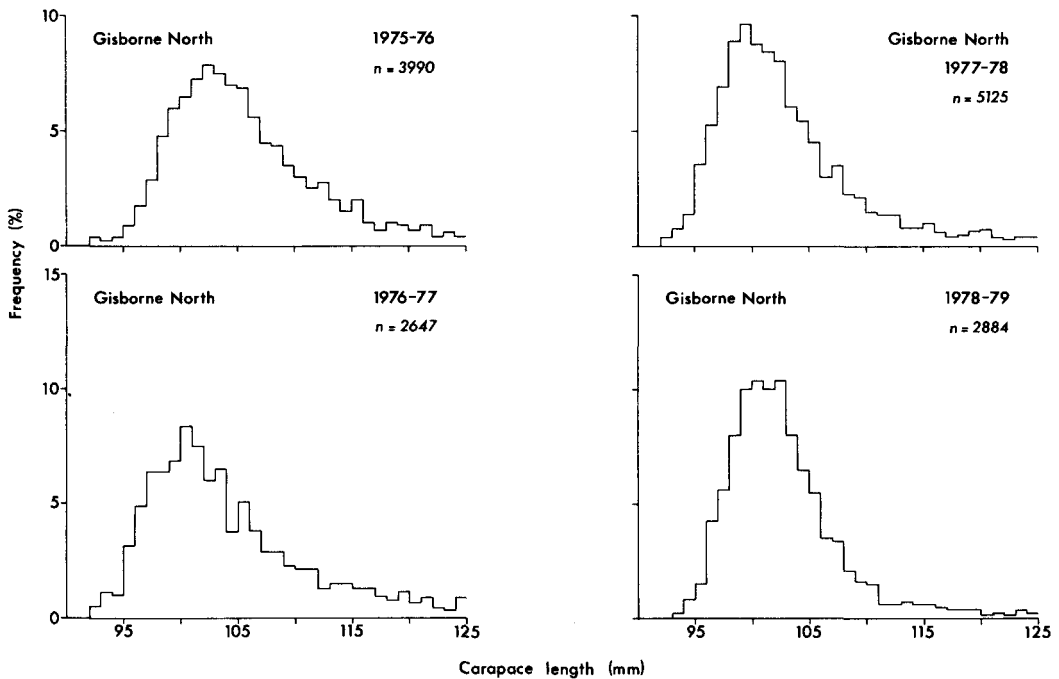 10
Gisborne North
1975-76
n = 3990
5
0
Gisborne North
1977-78
n = 5125
Frequency (%)
15
Gisborne North
1976-77
n = 2647
10
5
0
95
105
115
125
Gisborne North
1978-79
n = 2884
95
105
115
125
Carapace length (mm)